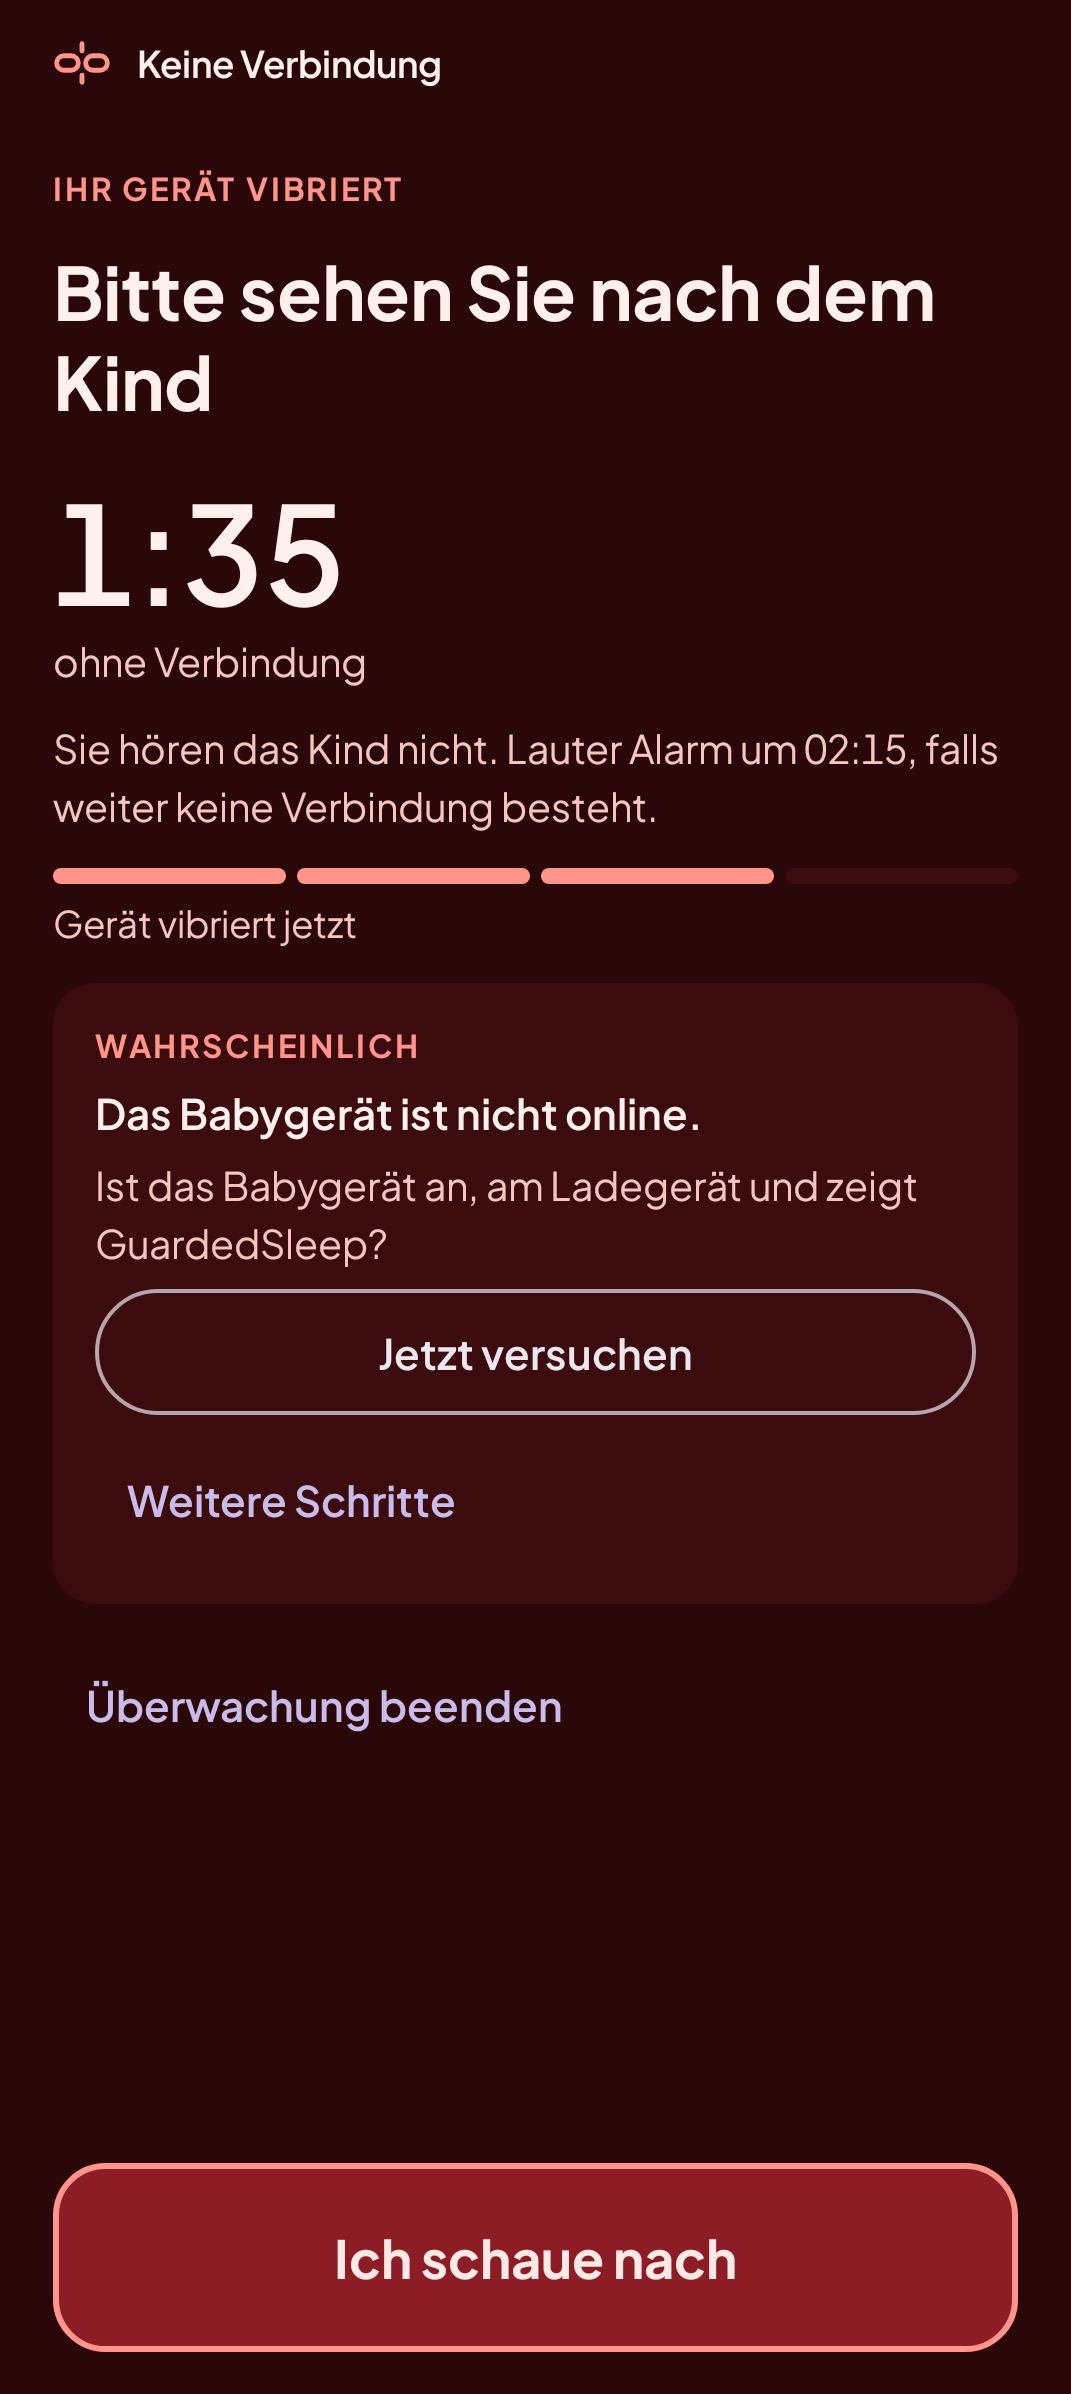 Keine Verbindung
IHR GERÄT VIBRIERT
Bitte sehen Sie nach dem
Kind
1:35
ohne Verbindung
Sie hören das Kind nicht. Lauter Alarm um 02:15, falls
weiter keine Verbindung besteht.
Gerät vibriert jetzt
WAHRSCHEINLICH
Das Babygerät ist nicht online.
Ist das Babygerät an, am Ladegerät und zeigt
GuardedSleep?
Jetzt versuchen
Weitere Schritte
Überwachung beenden
Ich schaue nach